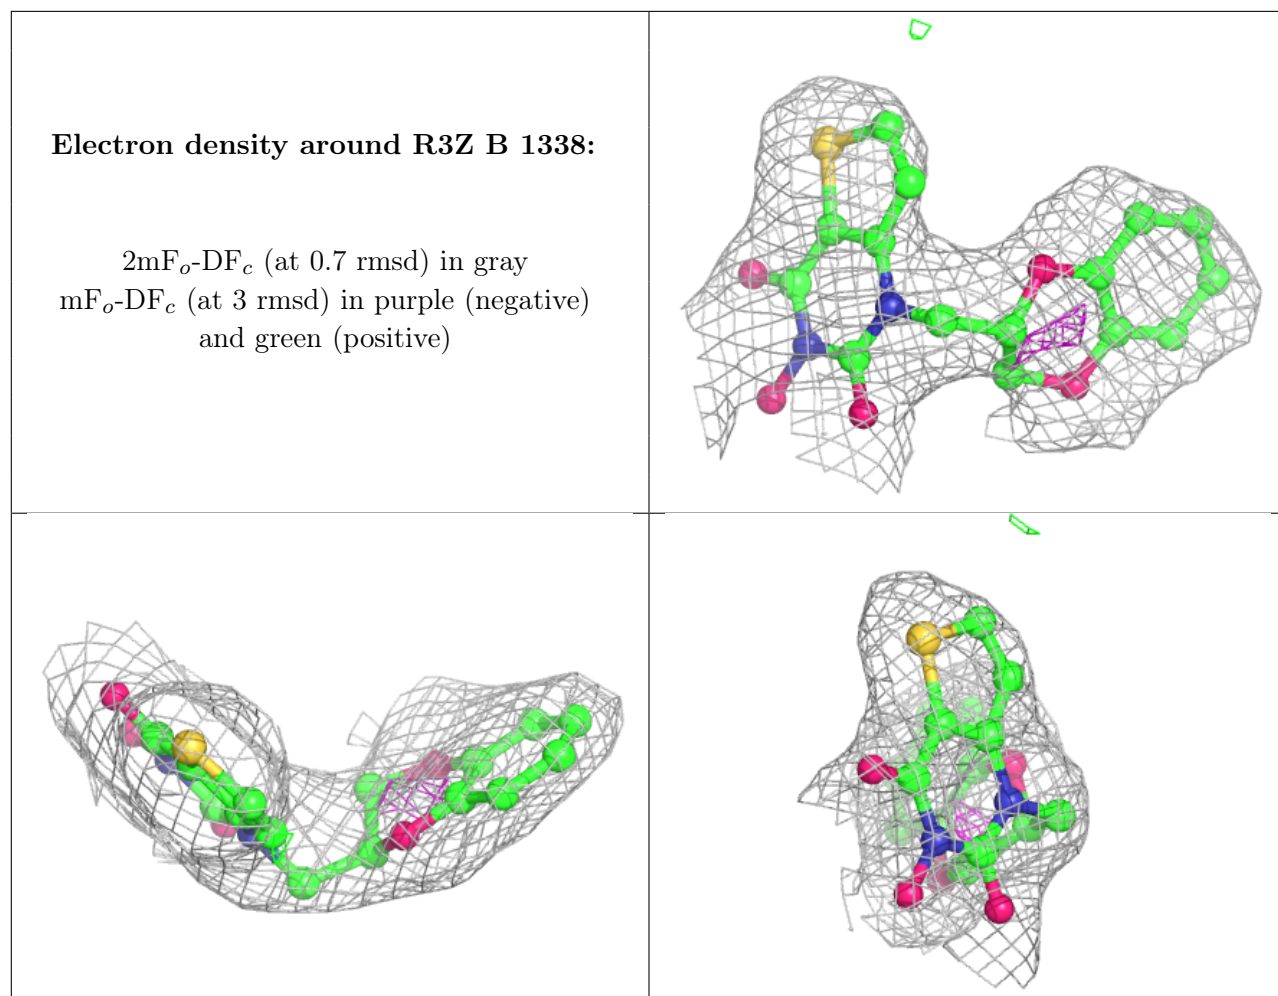 Electron density around R3Z B 1338:
2mFo-DFc (at 0.7 rmsd) in gray
mFo-DFc (at 3 rmsd) in purple (negative)
and green (positive)